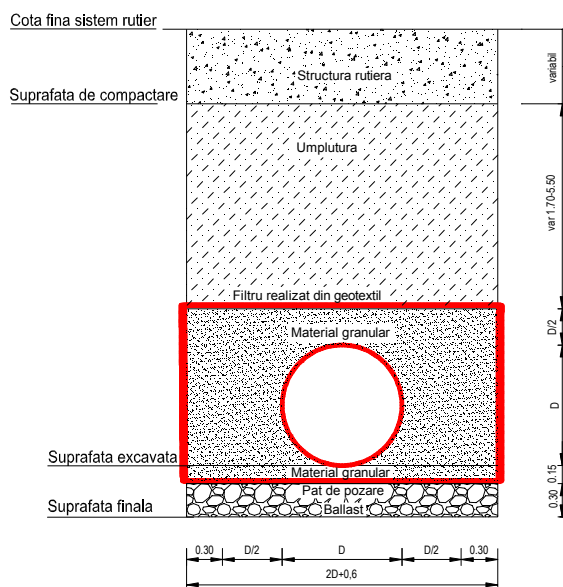 Cota fina sistem rutier
Structura rutiera
variabil
Suprafata de compactare
Umplutura
var 1.70-5.50
Filtru realizat din geotextil
Material granular
D/2
D
Suprafata excavata
Material granular
0.15
Pat de pozare
Suprafata finala
Ballast
0.30
0.30
D/2
D
D/2
0.30
2D+0,6